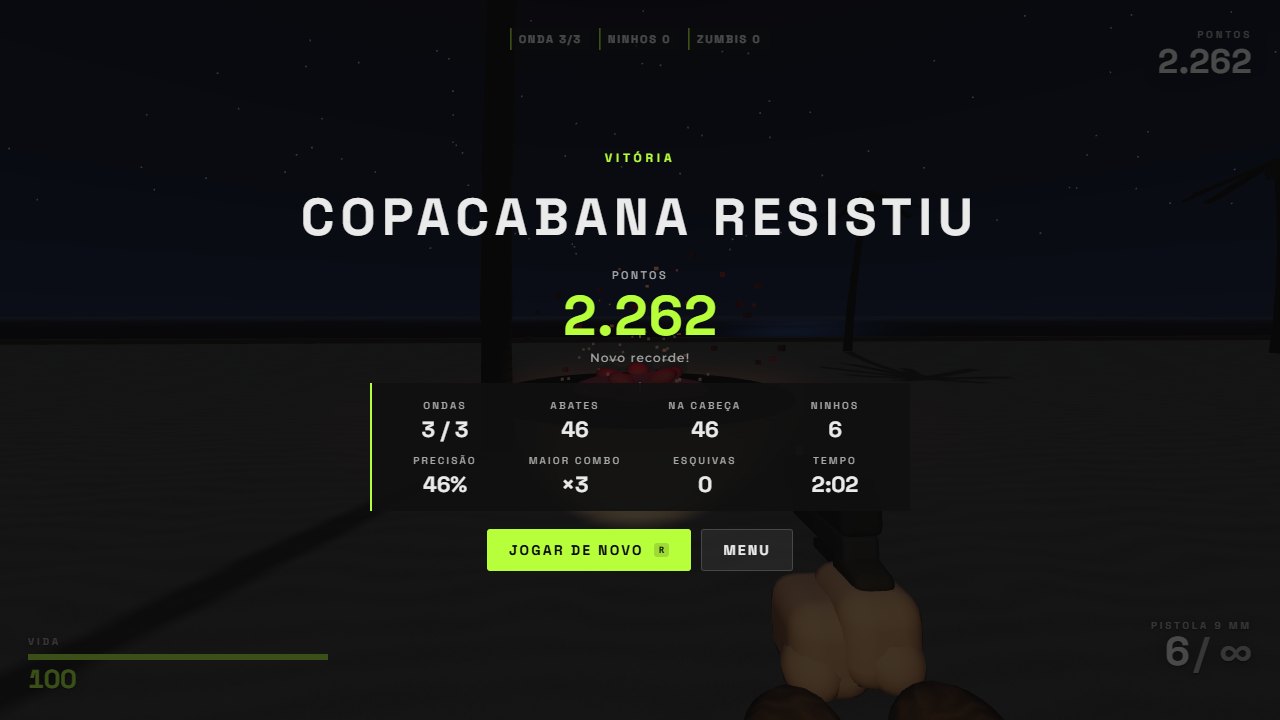 ONDA 3/3 NINHOS 0 ZUMBIS 0
PONTOS
2.262
VITÓRIA
COPACABANA RESISTIU
PONTOS
2.262
Novo recorde!
ONDAS ABATES NA CABEÇA NINHOS
3 / 3 46 46 6
PRECISÃO MAIOR COMBO ESQUIVAS TEMPO
46% ×3 0 2:02
JOGAR DE NOVO R MENU
VIDA
100
PISTOLA 9 MM
6 / ∞